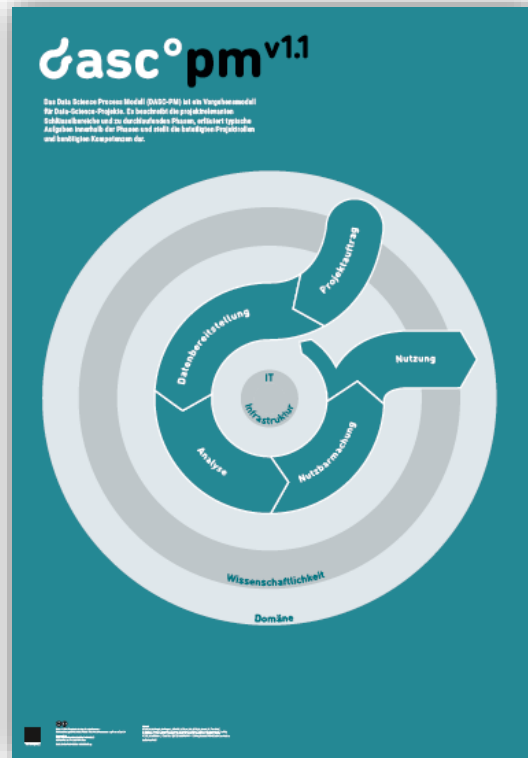 dasc°pm v1.1
Das Data Science Process Modell (DASC-PM) ist ein Vorgehensmodell
für Data-Science-Projekte. Es beschreibt die projektrelevanten
Schlüsselbereiche und zu durchlaufenden Phasen, erläutert typische
Aufgaben innerhalb der Phasen und stellt die beteiligten Projektrollen
und benötigten Kompetenzen dar.
Projektauftrag
Datenbereitstellung
Nutzung
IT
Infrastruktur
Analyse
Nutzbarmachung
Wissenschaftlichkeit
Domäne